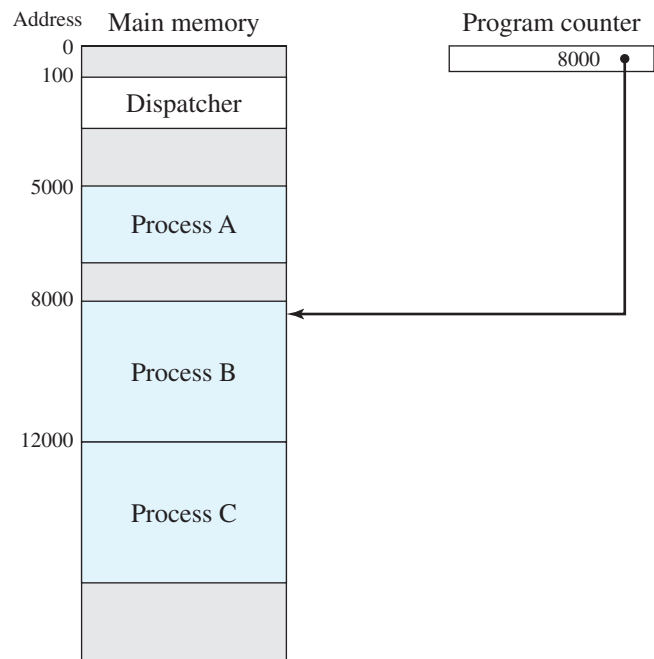 Address
Main memory
Program counter
0
8000
100
Dispatcher
5000
Process A
8000
Process B
12000
Process C